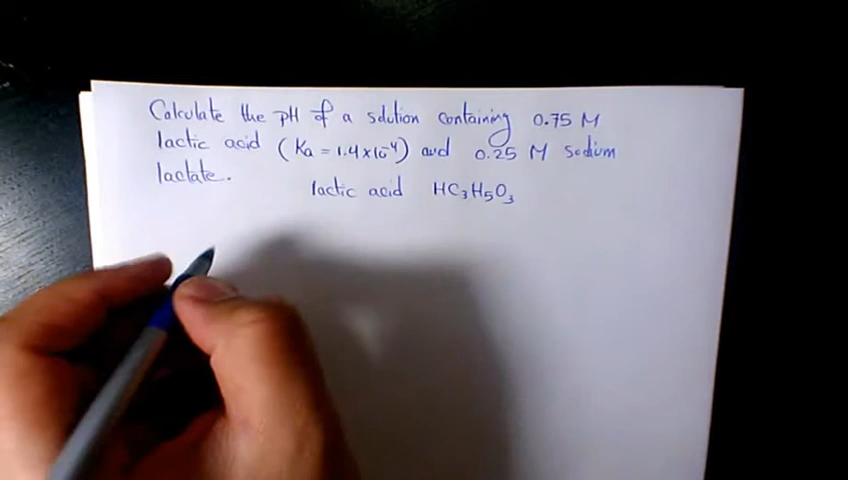 Calculate the pH of a solution containing 0.75 M
lactic acid (Ka = 1.4x10⁻⁴) and 0.25 M sodium
lactate.
lactic acid HC₃H₅O₃